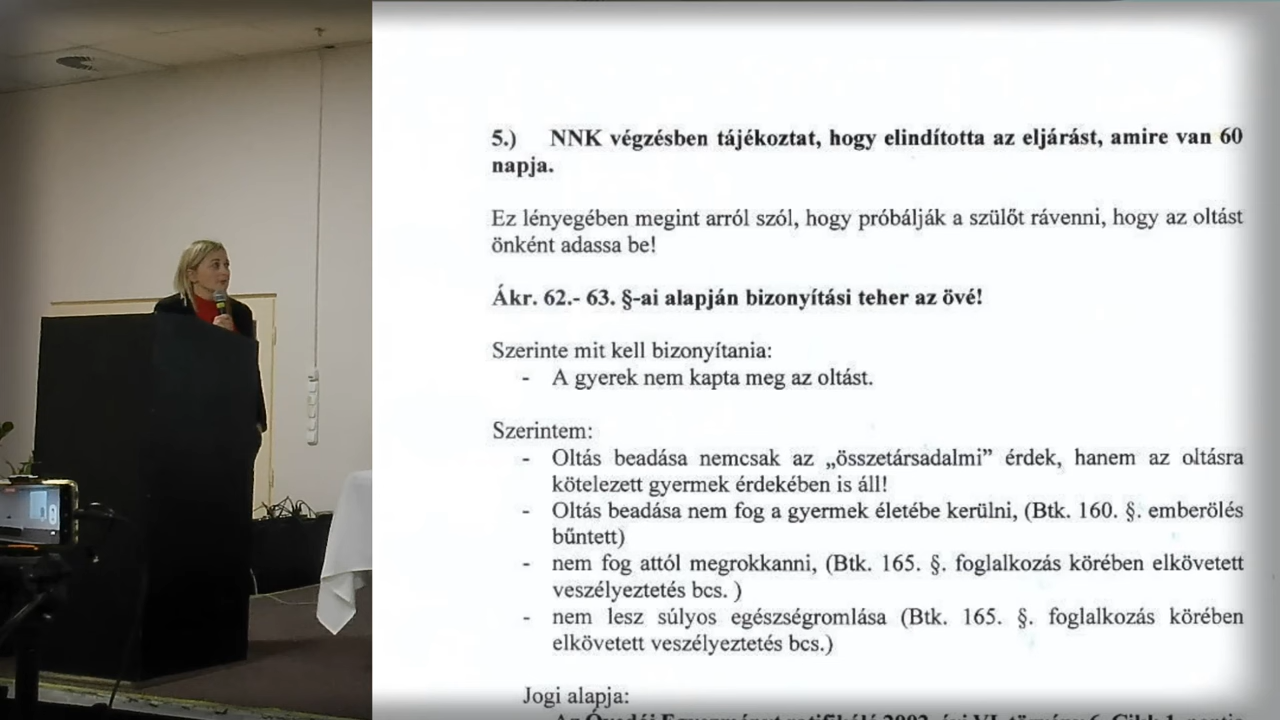 5.) NNK végzésben tájékoztat, hogy elindította az eljárást, amire van 60
napja.
Ez lényegében megint arról szól, hogy próbálják a szülőt rávenni, hogy az oltást
önként adassa be!
Ákr. 62.- 63. §-ai alapján bizonyítási teher az övé!
Szerinte mit kell bizonyítania:
- A gyerek nem kapta meg az oltást.
Szerintem:
- Oltás beadása nemcsak az „össztársadalmi” érdek, hanem az oltásra
kötelezett gyermek érdekében is áll!
- Oltás beadása nem fog a gyermek életébe kerülni, (Btk. 160. §. emberölés
bűntett)
- nem fog attól megrokkanni, (Btk. 165. §. foglalkozás körében elkövetett
veszélyeztetés bcs. )
- nem lesz súlyos egészségromlása (Btk. 165. §. foglalkozás körében
elkövetett veszélyeztetés bcs.)
Jogi alapja: